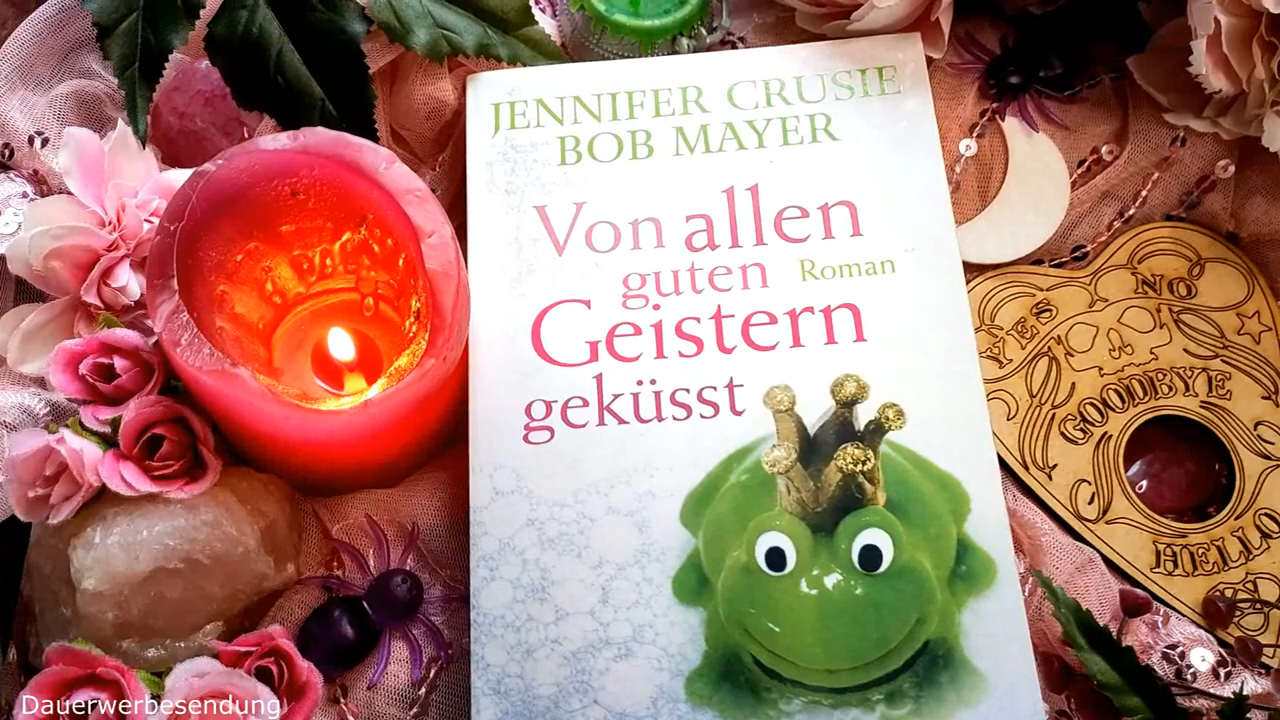 JENNIFER CRUSIE
BOB MAYER
Von allen
guten Roman
Geistern
geküsst
YES
NO
GOODBYE
HELLO
Dauerwerbesendung